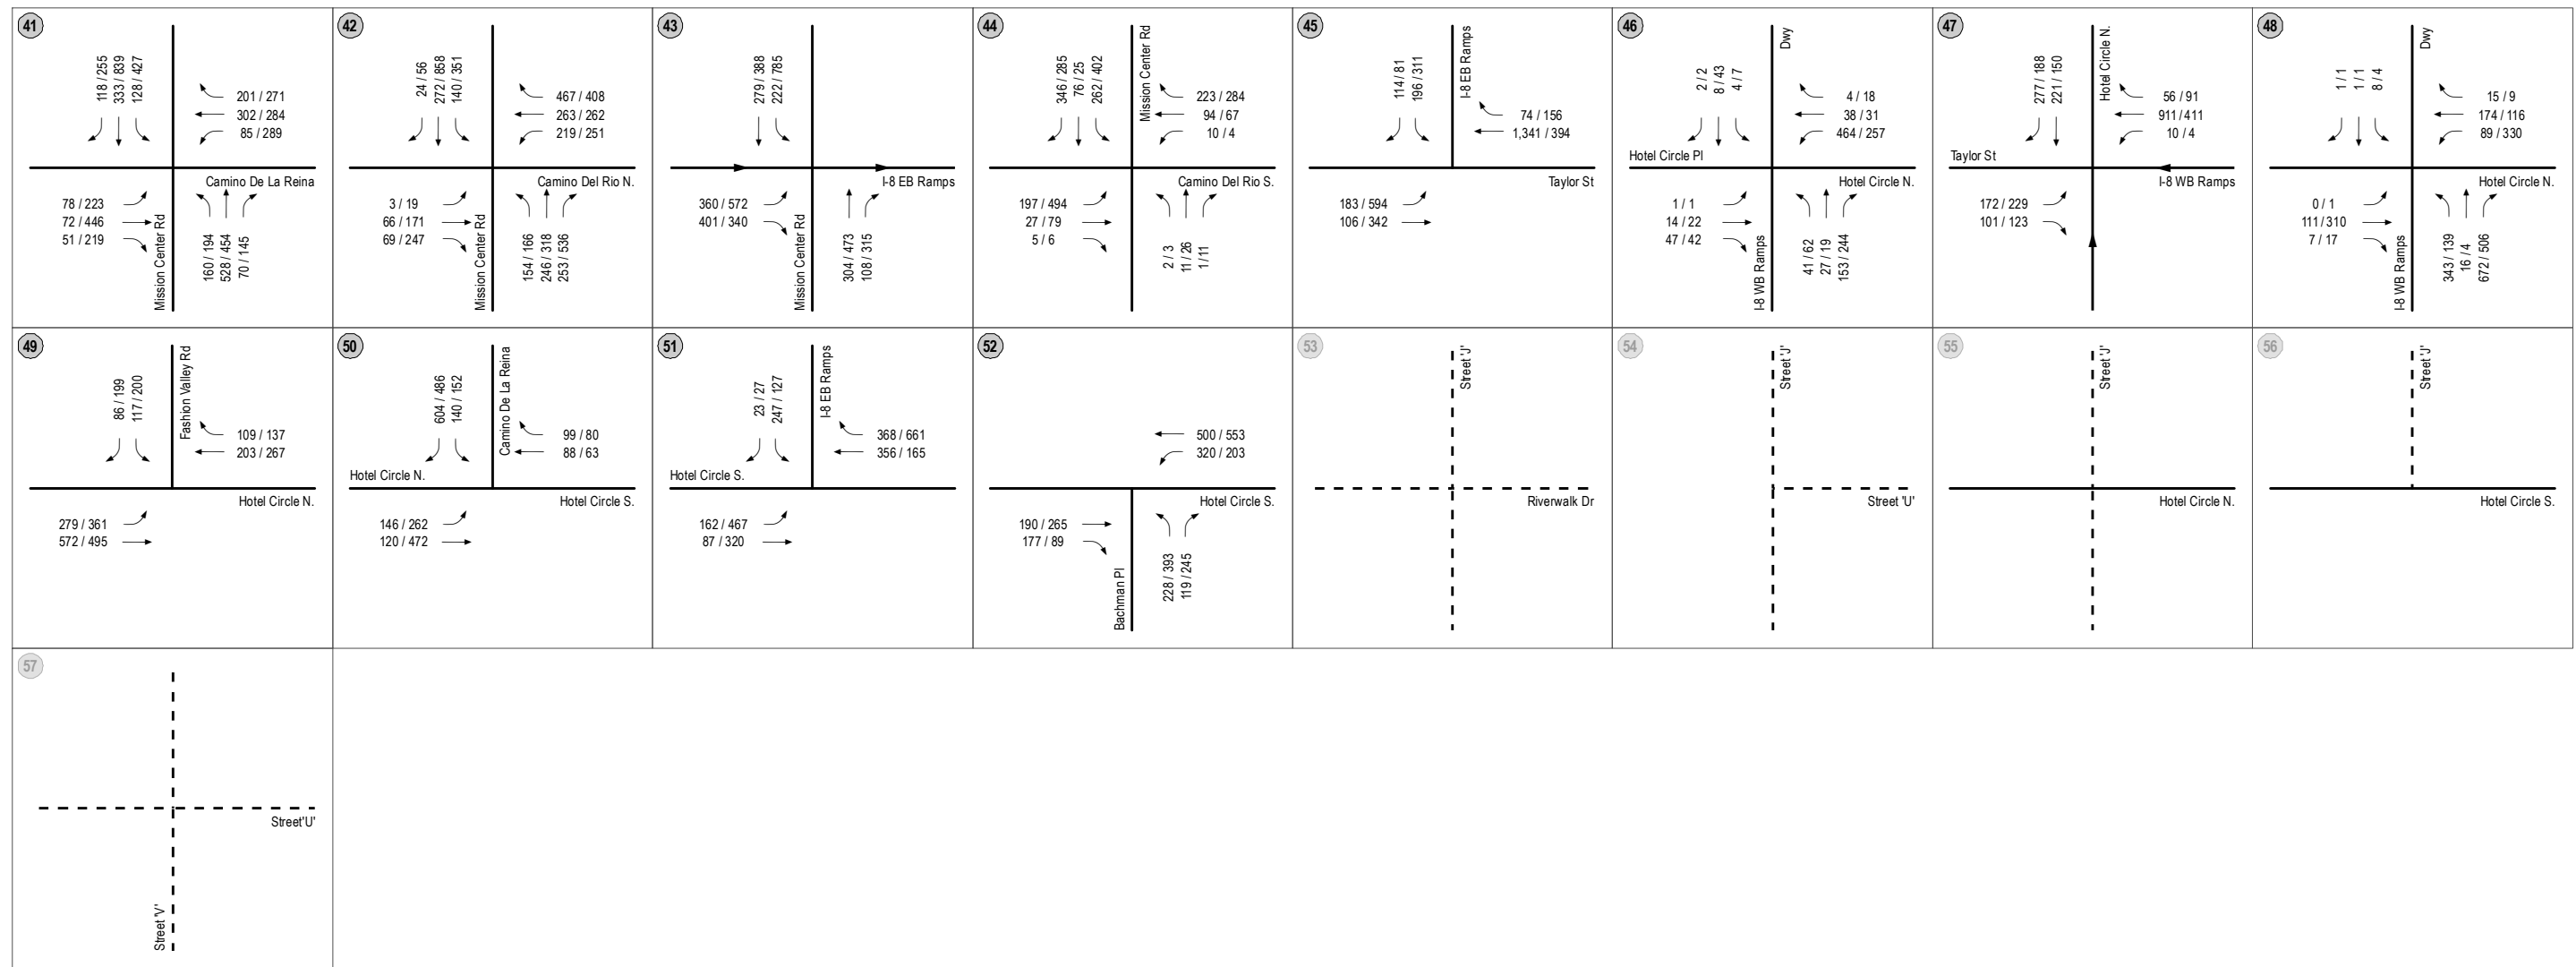 41
118 / 255
333 / 839
128 / 427
201 / 271
302 / 284
85 / 289
Camino De La Reina
78 / 223
72 / 446
51 / 219
Mission Center Rd
160 / 194
528 / 454
70 / 145
42
24 / 56
272 / 858
140 / 351
467 / 408
263 / 262
219 / 251
Camino Del Rio N.
3 / 19
66 / 171
69 / 247
Mission Center Rd
154 / 166
246 / 318
253 / 536
43
279 / 388
222 / 785
I-8 EB Ramps
360 / 572
401 / 340
Mission Center Rd
304 / 473
108 / 315
44
346 / 285
76 / 25
262 / 402
Mission Center Rd
223 / 284
94 / 67
10 / 4
Camino Del Rio S.
197 / 494
27 / 79
5 / 6
2 / 3
11 / 26
1 / 11
45
114 / 81
196 / 311
I-8 EB Ramps
74 / 156
1,341 / 394
Taylor St
183 / 594
106 / 342
46
2 / 2
8 / 43
4 / 7
Dwy
4 / 18
38 / 31
464 / 257
Hotel Circle Pl
Hotel Circle N.
1 / 1
14 / 22
47 / 42
I-8 WB Ramps
41 / 62
27 / 19
153 / 244
47
277 / 188
221 / 150
Hotel Circle N.
56 / 91
911 / 411
10 / 4
Taylor St
I-8 WB Ramps
172 / 229
101 / 123
48
1 / 1
1 / 1
8 / 4
Dwy
15 / 9
174 / 116
89 / 330
Hotel Circle N.
0 / 1
111 / 310
7 / 17
I-8 WB Ramps
343 / 139
16 / 4
672 / 506
49
86 / 199
117 / 200
Fashion Valley Rd
109 / 137
203 / 267
Hotel Circle N.
279 / 361
572 / 495
50
604 / 486
140 / 152
Camino De La Reina
99 / 80
88 / 63
Hotel Circle N.
Hotel Circle S.
146 / 262
120 / 472
51
23 / 27
247 / 127
I-8 EB Ramps
368 / 661
356 / 165
Hotel Circle S.
162 / 467
87 / 320
52
500 / 553
320 / 203
Hotel Circle S.
190 / 265
177 / 89
Bachman Pl
228 / 393
119 / 245
53
Street 'J'
Riverwalk Dr
54
Street 'J'
Street 'U'
55
Street 'J'
Hotel Circle N.
56
Street 'J'
Hotel Circle S.
57
Street'U'
Street 'V'